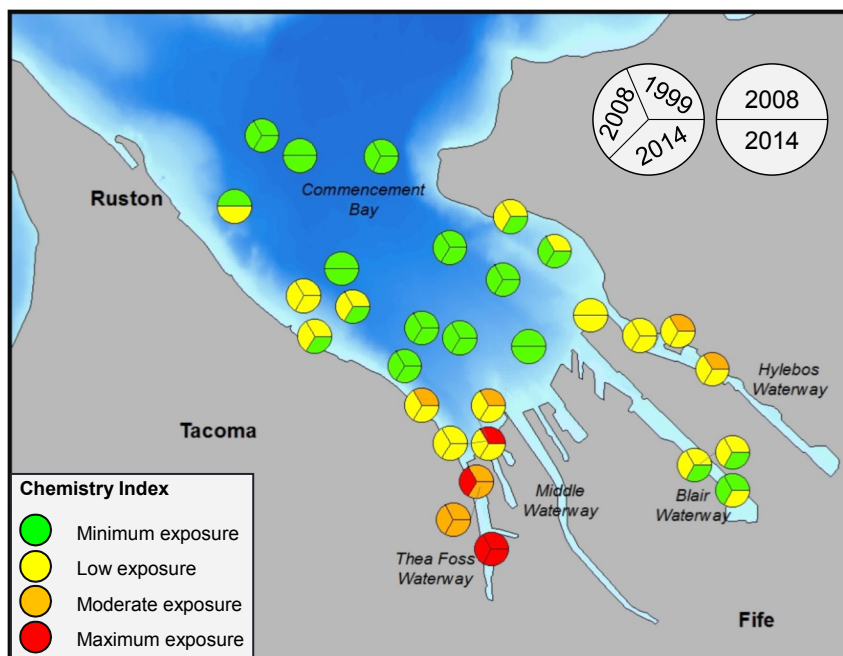 2008
1999
2014
2008
2014
Ruston
Commencement
Bay
Hylebos
Waterway
Tacoma
Middle
Waterway
Blair
Waterway
Thea Foss
Waterway
Fife
Chemistry Index
Minimum exposure
Low exposure
Moderate exposure
Maximum exposure